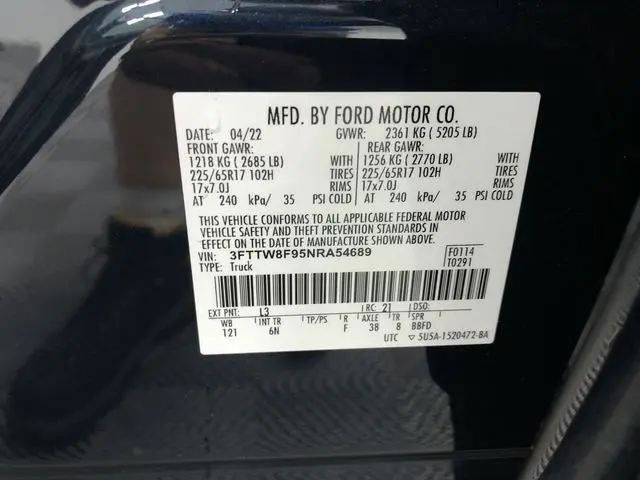 MFD. BY FORD MOTOR CO.
DATE: 04/22 GVWR: 2361 KG ( 5205 LB)
FRONT GAWR: REAR GAWR:
1218 KG ( 2685 LB) 1256 KG ( 2770 LB)
225/65R17 102H TIRES 225/65R17 102H TIRES
17x7.0J RIMS 17x7.0J RIMS
AT 240 kPa/ 35 PSI COLD AT 240 kPa/ 35 PSI COLD
THIS VEHICLE CONFORMS TO ALL APPLICABLE FEDERAL MOTOR
VEHICLE SAFETY AND THEFT PREVENTION STANDARDS IN
EFFECT ON THE DATE OF MANUFACTURE SHOWN ABOVE.
VIN: 3FTTW8F95NRA54689 F0114
TYPE: Truck T0291
EXT PNT: L3 RC: 21 DSO:
WB INT TR TP/PS R AXLE TR SPR
121 6N F 38 8 BBFD
UTC ▽ 5U5A-1520472-BA